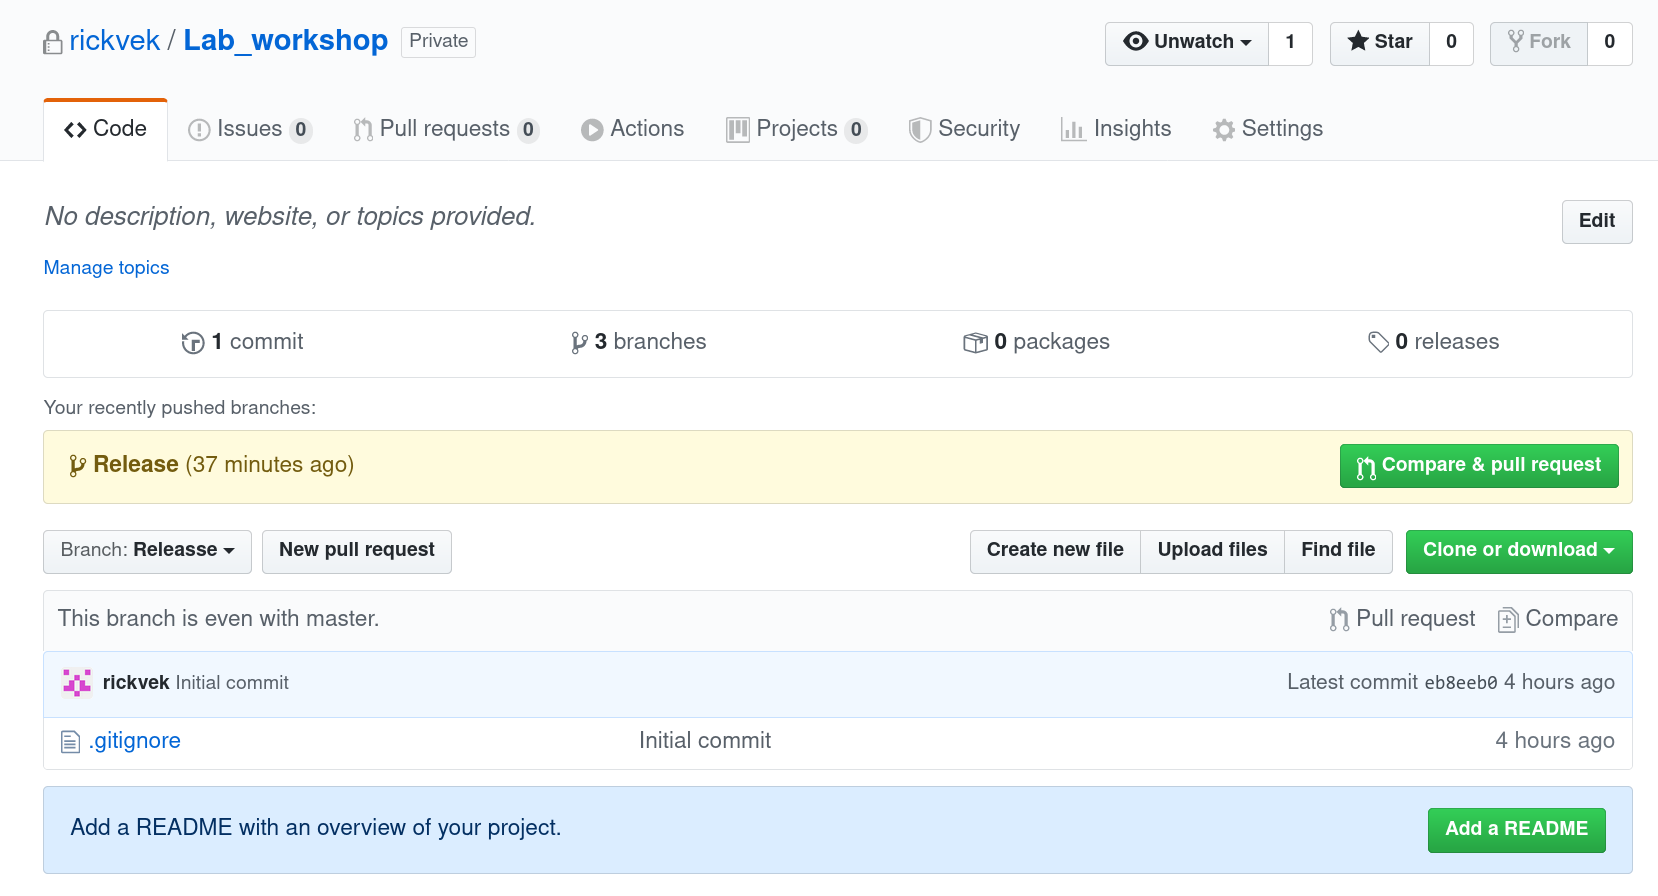 rickvek / Lab_workshop Private
Unwatch 1 Star 0 Fork 0
Code Issues 0 Pull requests 0 Actions Projects 0 Security Insights Settings
No description, website, or topics provided. Edit
Manage topics
1 commit 3 branches 0 packages 0 releases
Your recently pushed branches:
Release (37 minutes ago) Compare & pull request
Branch: Releasse New pull request Create new file Upload files Find file Clone or download
This branch is even with master. Pull request Compare
rickvek Initial commit Latest commit eb8eeb0 4 hours ago
.gitignore Initial commit 4 hours ago
Add a README with an overview of your project. Add a README